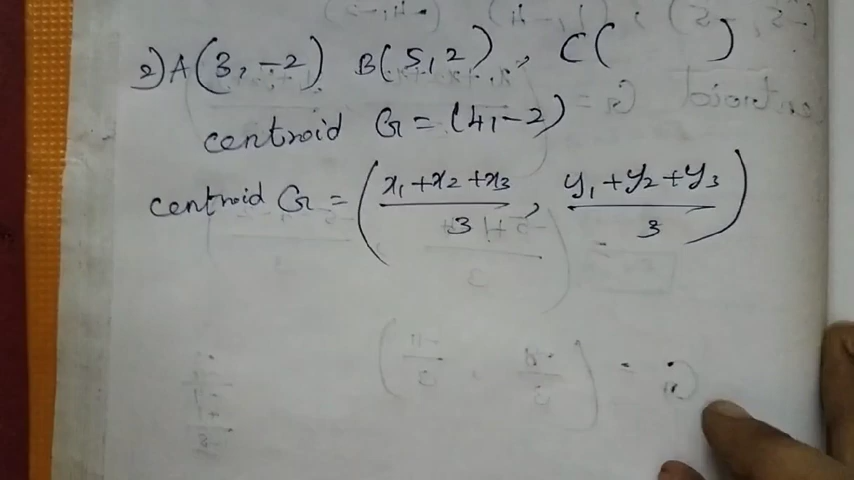 2) A(3, -2) B(5, 2), C( )
centroid G = (4, -2)
centroid G = (x₁+x₂+x₃/3, y₁+y₂+y₃/3)